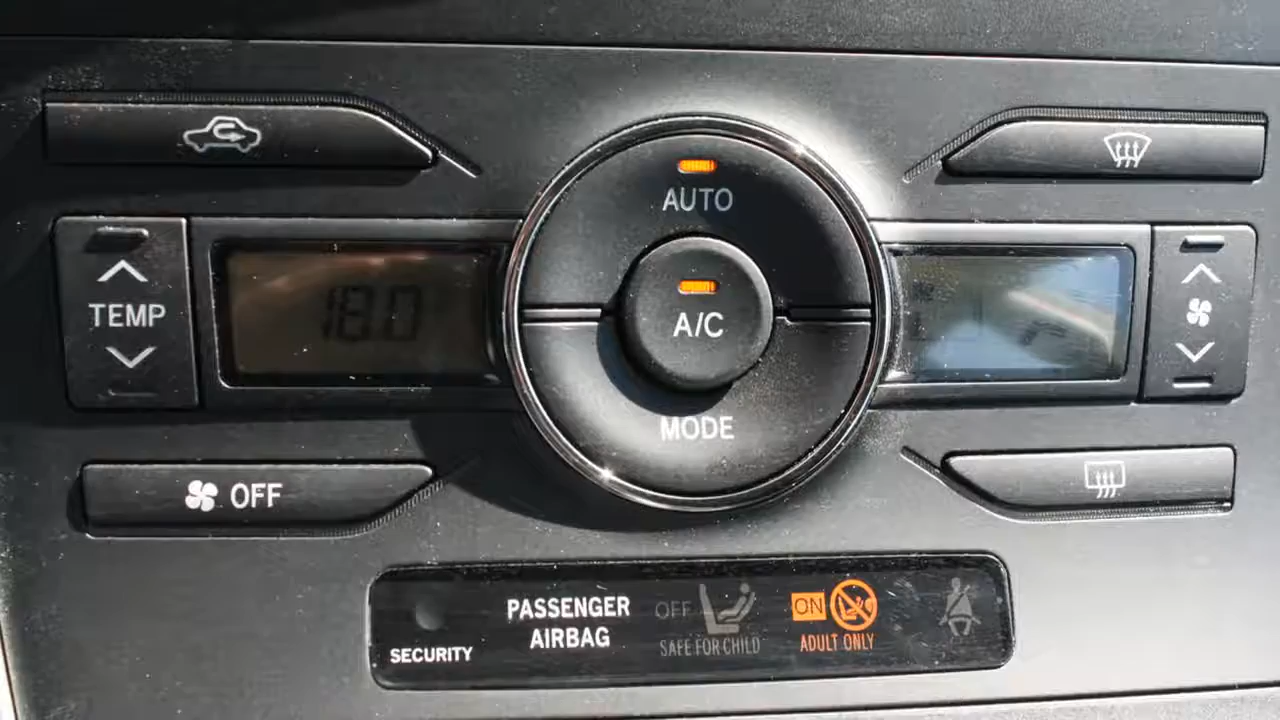 AUTO
TEMP
18.0
A/C
MODE
OFF
PASSENGER
AIRBAG
OFF
SAFE FOR CHILD
ON
ADULT ONLY
SECURITY